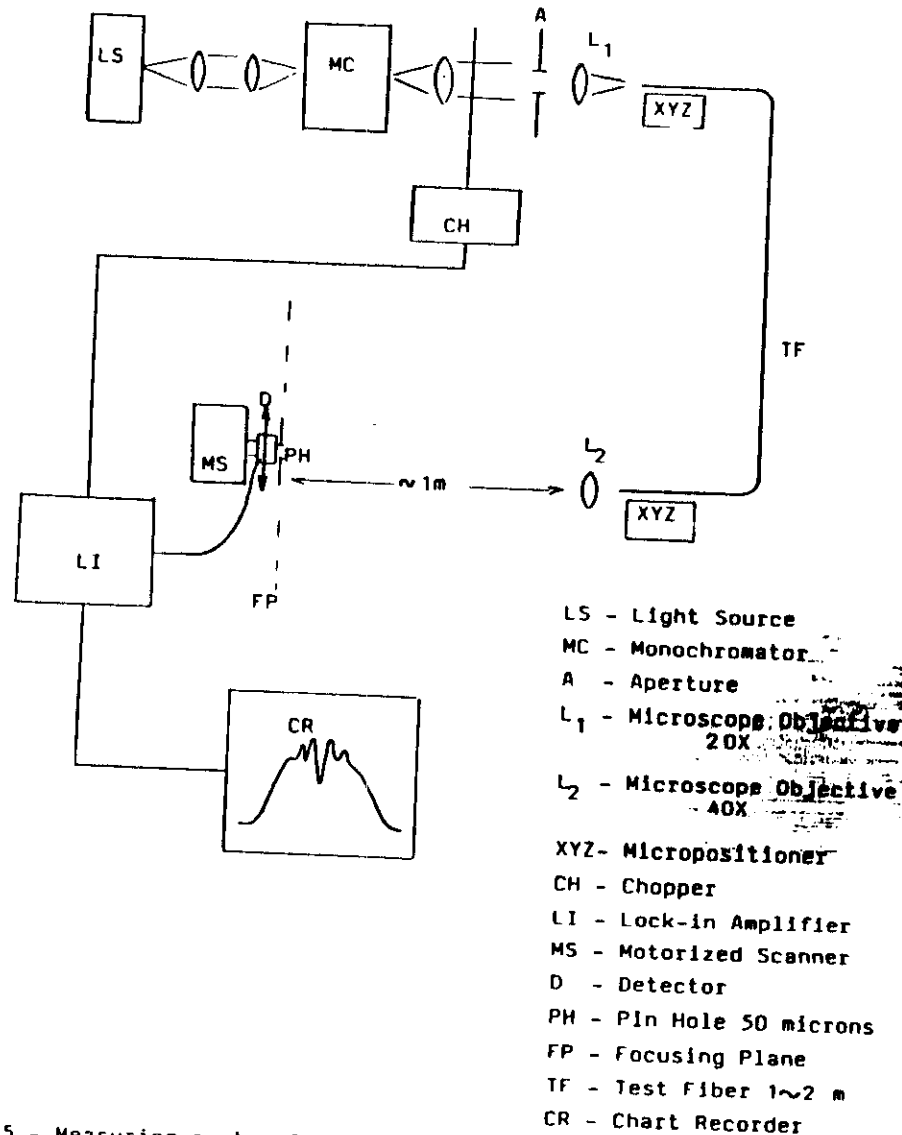 LS
MC
A
L1
XYZ
CH
TF
D
MS
PH
L2
~1m
XYZ
LI
FP
CR
LS - Light Source
MC - Monochromator
A - Aperture
L1 - Microscope Objective
20X
L2 - Microscope Objective
40X
XYZ- Micropositioner
CH - Chopper
LI - Lock-in Amplifier
MS - Motorized Scanner
D - Detector
PH - Pin Hole 50 microns
FP - Focusing Plane
TF - Test Fiber 1~2 m
CR - Chart Recorder
5 - Measuring